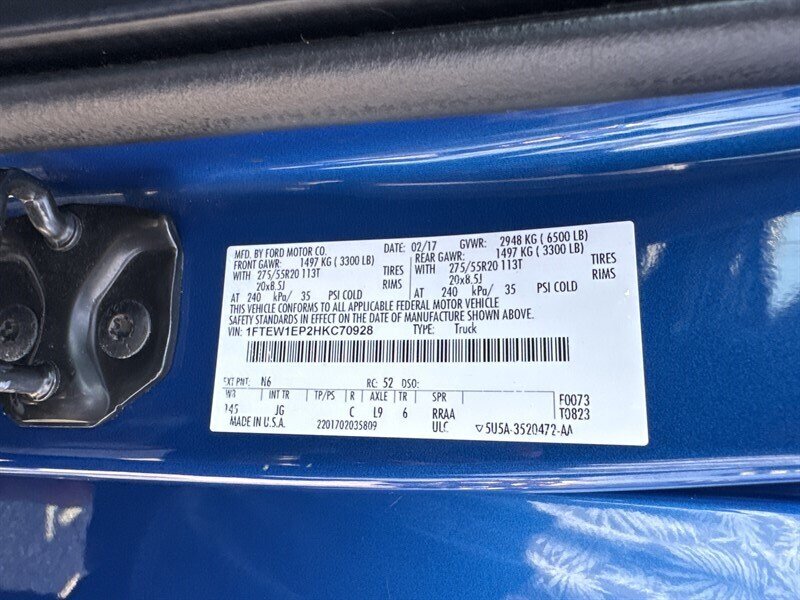 MFD. BY FORD MOTOR CO. DATE: 02/17 GVWR: 2948 KG ( 6500 LB)
FRONT GAWR: 1497 KG ( 3300 LB) REAR GAWR: 1497 KG ( 3300 LB)
WITH 275/55R20 113T TIRES WITH 275/55R20 113T TIRES
20x8.5J RIMS 20x8.5J RIMS
AT 240 kPa/ 35 PSI COLD AT 240 kPa/ 35 PSI COLD
THIS VEHICLE CONFORMS TO ALL APPLICABLE FEDERAL MOTOR VEHICLE
SAFETY STANDARDS IN EFFECT ON THE DATE OF MANUFACTURE SHOWN ABOVE.
VIN: 1FTEW1EP2HKC70928 TYPE: Truck
EXT PNT: N6 RC: 52 DSO:
WB INT TR TP/PS R AXLE TR SPR F0073
145 JG C L9 6 RRAA T0823
MADE IN U.S.A. 2201702035809 ULC 5U5A-3520472-AA